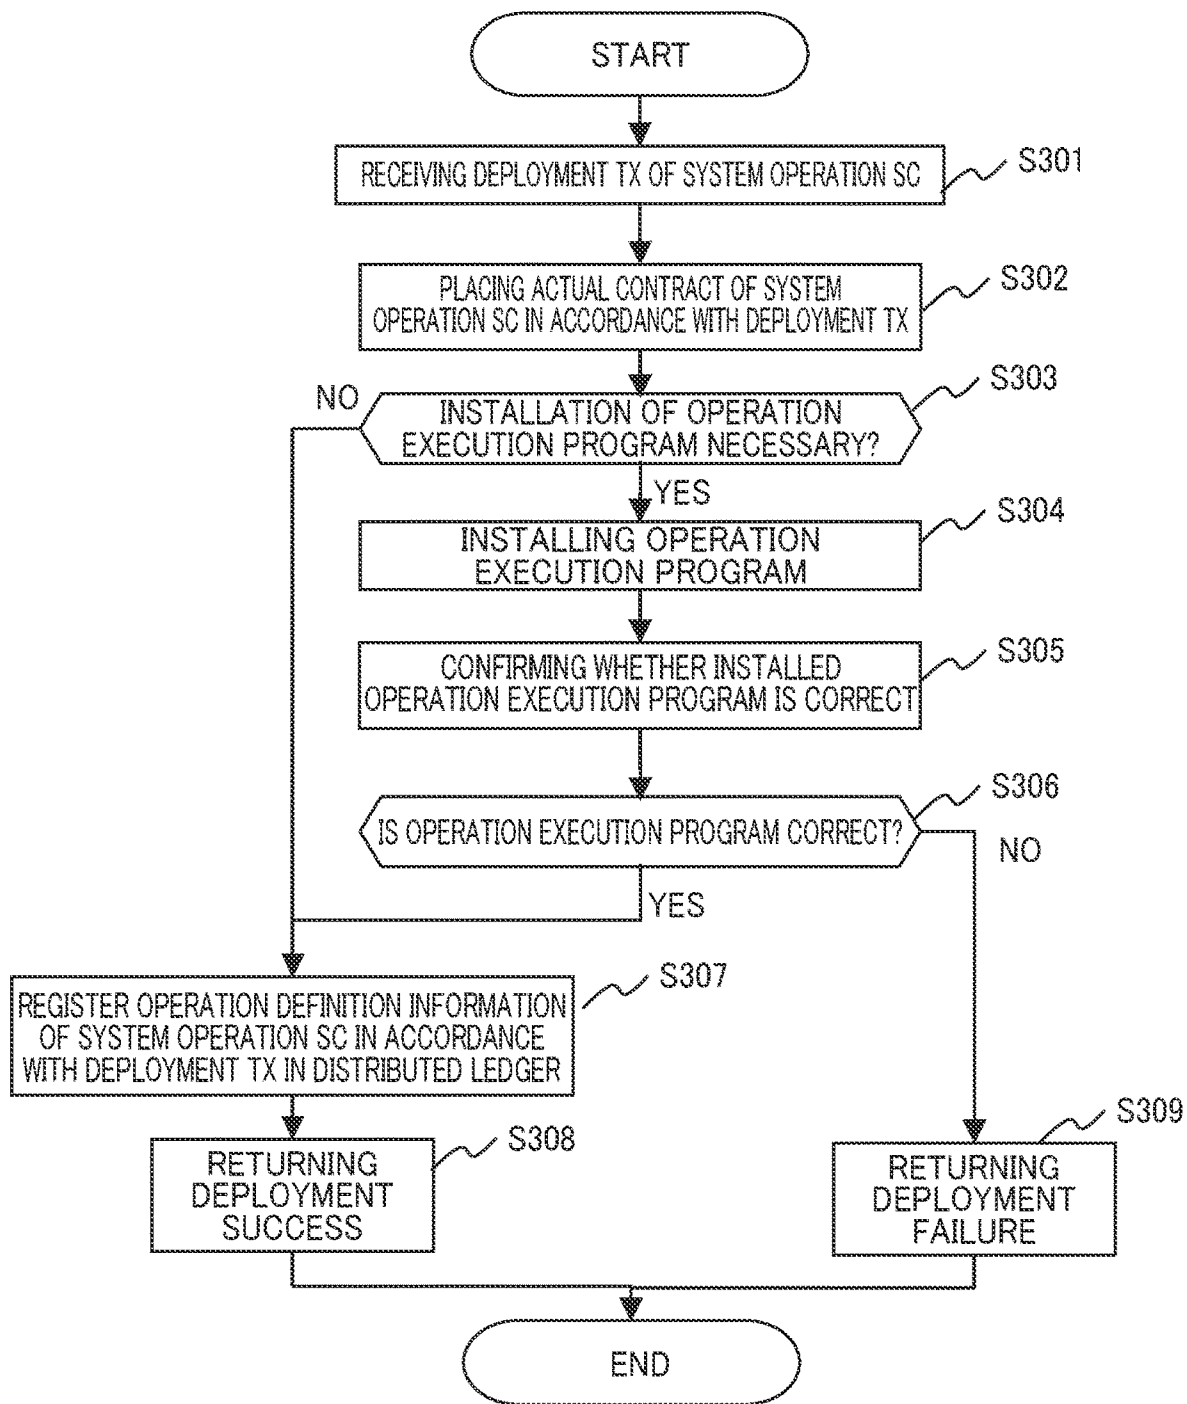 START
RECEIVING DEPLOYMENT TX OF SYSTEM OPERATION SC
S301
PLACING ACTUAL CONTRACT OF SYSTEM
OPERATION SC IN ACCORDANCE WITH DEPLOYMENT TX
S302
INSTALLATION OF OPERATION
EXECUTION PROGRAM NECESSARY?
S303
NO
YES
INSTALLING OPERATION
EXECUTION PROGRAM
S304
CONFIRMING WHETHER INSTALLED
OPERATION EXECUTION PROGRAM IS CORRECT
S305
IS OPERATION EXECUTION PROGRAM CORRECT?
S306
NO
YES
REGISTER OPERATION DEFINITION INFORMATION
OF SYSTEM OPERATION SC IN ACCORDANCE
WITH DEPLOYMENT TX IN DISTRIBUTED LEDGER
S307
RETURNING
DEPLOYMENT
SUCCESS
S308
RETURNING
DEPLOYMENT
FAILURE
S309
END